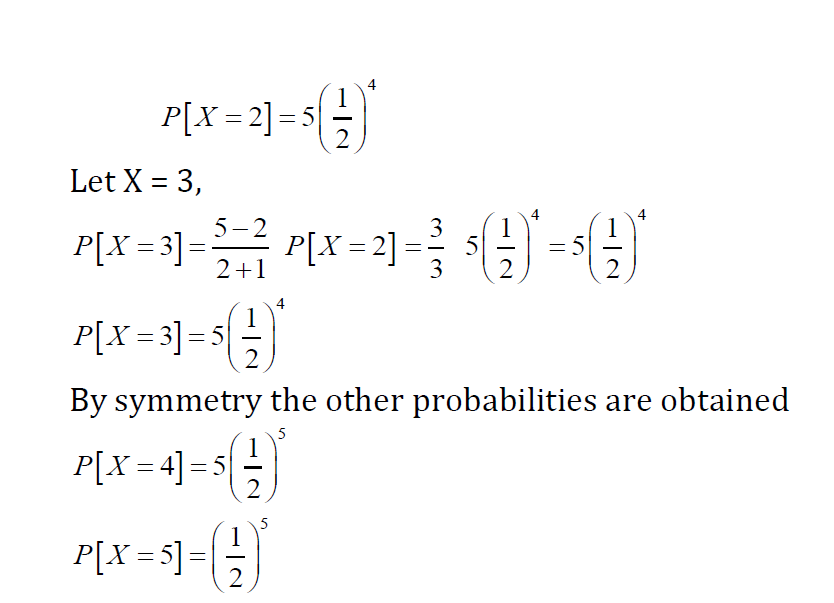 P[X = 2] = 5(1/2)^4
Let X = 3,
P[X = 3] = (5−2)/(2+1) P[X = 2] = 3/3 5(1/2)^4 = 5(1/2)^4
P[X = 3] = 5(1/2)^4
By symmetry the other probabilities are obtained
P[X = 4] = 5(1/2)^5
P[X = 5] = (1/2)^5